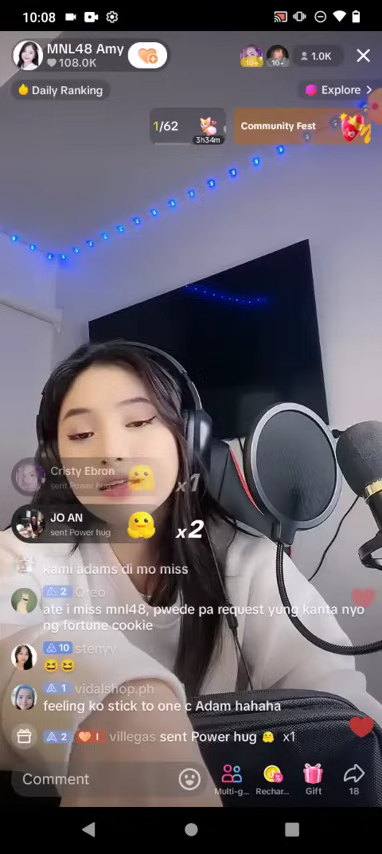 10:08
MNL48 Amy
108.0K
10+
10+
1.0K
Daily Ranking
Explore >
1/62
3h34m
Community Fest
Cristy Ebron
sent Power hug
x1
JO AN
sent Power hug
x2
kami adams di mo miss
2 Oreo
ate i miss mnl48, pwede pa request yung kanta nyo
ng fortune cookie
10 stenyy
😆😆
1 vidalshop.ph
feeling ko stick to one c Adam hahaha
2 1 villegas sent Power hug x1
Comment
Multi-g...
Rechar...
Gift
18